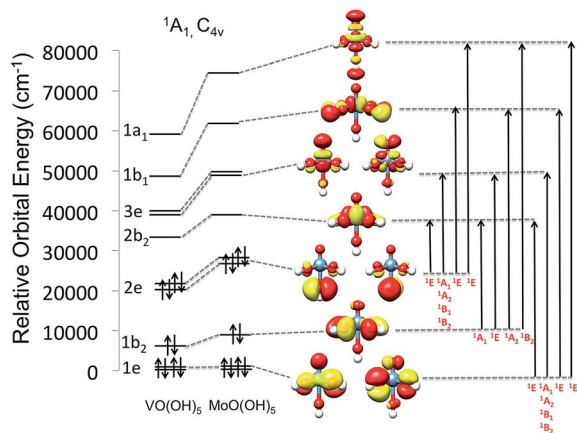 ¹A₁, C₄ᵥ
Relative Orbital Energy (cm⁻¹)
80000
70000
60000
50000
40000
30000
20000
10000
0
1a₁
1b₁
3e
2b₂
2e
1b₂
1e
VO(OH)₅ MoO(OH)₅
¹E ¹A₁ ¹E ¹E
¹A₂
¹B₁
¹B₂
¹A₁ ¹E ¹A₂ ¹B₂
¹E ¹A₁ ¹E ¹E
¹A₂
¹B₁
¹B₂